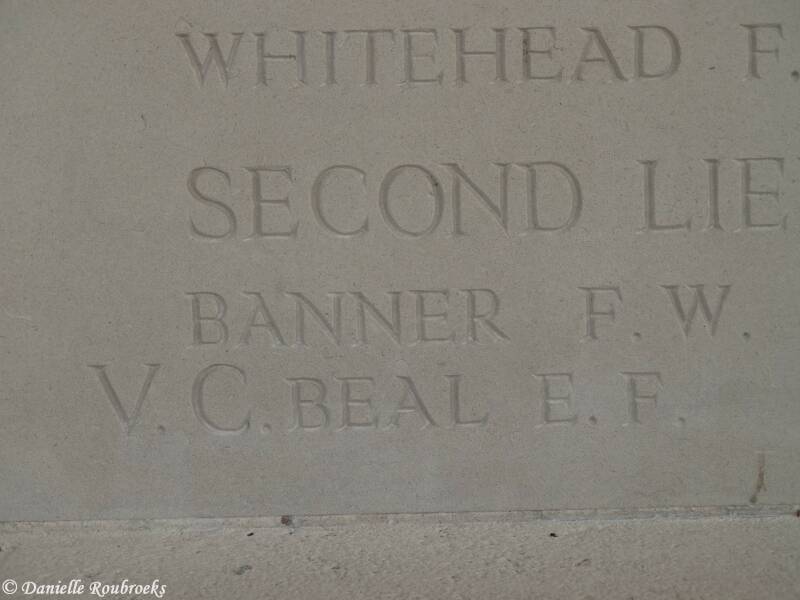 WHITEHEAD F.
SECOND LIE
BANNER F. W.
V.C. BEAL E. F.
© Danielle Roubroeks